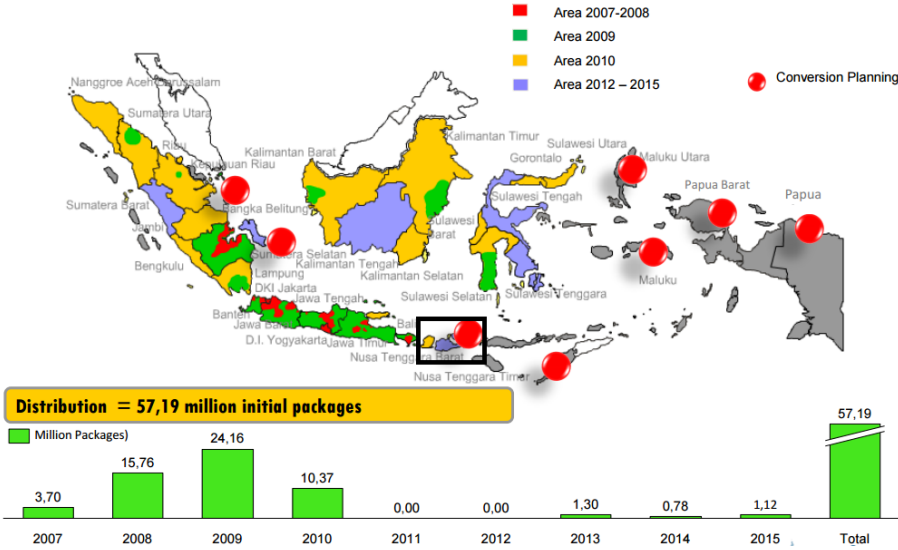 Area 2007-2008
Area 2009
Area 2010
Area 2012 – 2015
Conversion Planning
Nanggroe Aceh Darussalam
Sumatera Utara
Riau
Kepulauan Riau
Kalimantan Barat
Kalimantan Timur
Gorontalo
Sulawesi Utara
Maluku Utara
Papua Barat
Papua
Sumatera Barat
Bangka Belitung
Sulawesi Tengah
Jambi
Sulawesi
Barat
Bengkulu
Sumatera Selatan
Kalimantan Tengah
Kalimantan Selatan
Lampung
Maluku
DKI Jakarta
Sulawesi Selatan
Sulawesi Tenggara
Banten
Jawa Tengah
Jawa Barat
Bali
D.I. Yogyakarta
Jawa Timur
Nusa Tenggara Barat
Nusa Tenggara Timur
Distribution = 57,19 million initial packages
Million Packages)
3,70
15,76
24,16
10,37
0,00
0,00
1,30
0,78
1,12
57,19
2007 2008 2009 2010 2011 2012 2013 2014 2015 Total